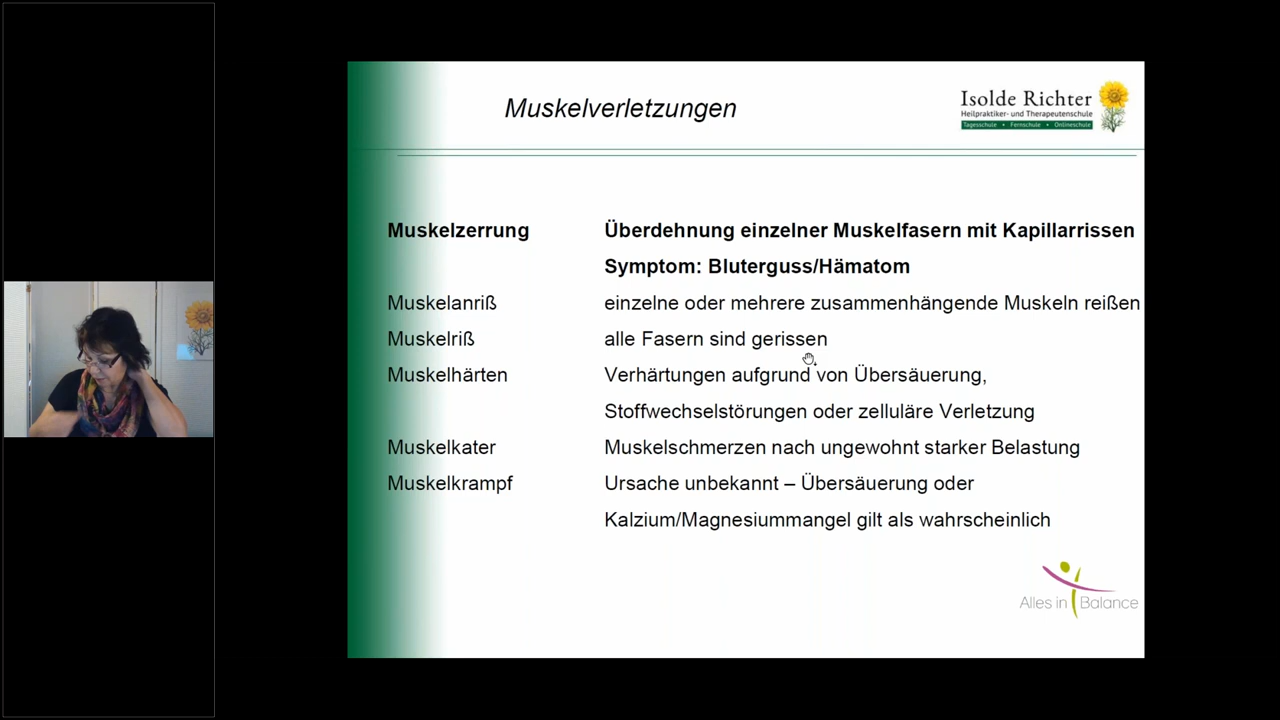 Muskelverletzungen
Isolde Richter
Heilpraktiker- und Therapeutenschule
Tagesschule • Fernschule • Onlineschule
Muskelzerrung Überdehnung einzelner Muskelfasern mit Kapillarrissen
Symptom: Bluterguss/Hämatom
Muskelanriß einzelne oder mehrere zusammenhängende Muskeln reißen
Muskelriß alle Fasern sind gerissen
Muskelhärten Verhärtungen aufgrund von Übersäuerung,
Stoffwechselstörungen oder zelluläre Verletzung
Muskelkater Muskelschmerzen nach ungewohnt starker Belastung
Muskelkrampf Ursache unbekannt – Übersäuerung oder
Kalzium/Magnesiummangel gilt als wahrscheinlich
Alles in Balance